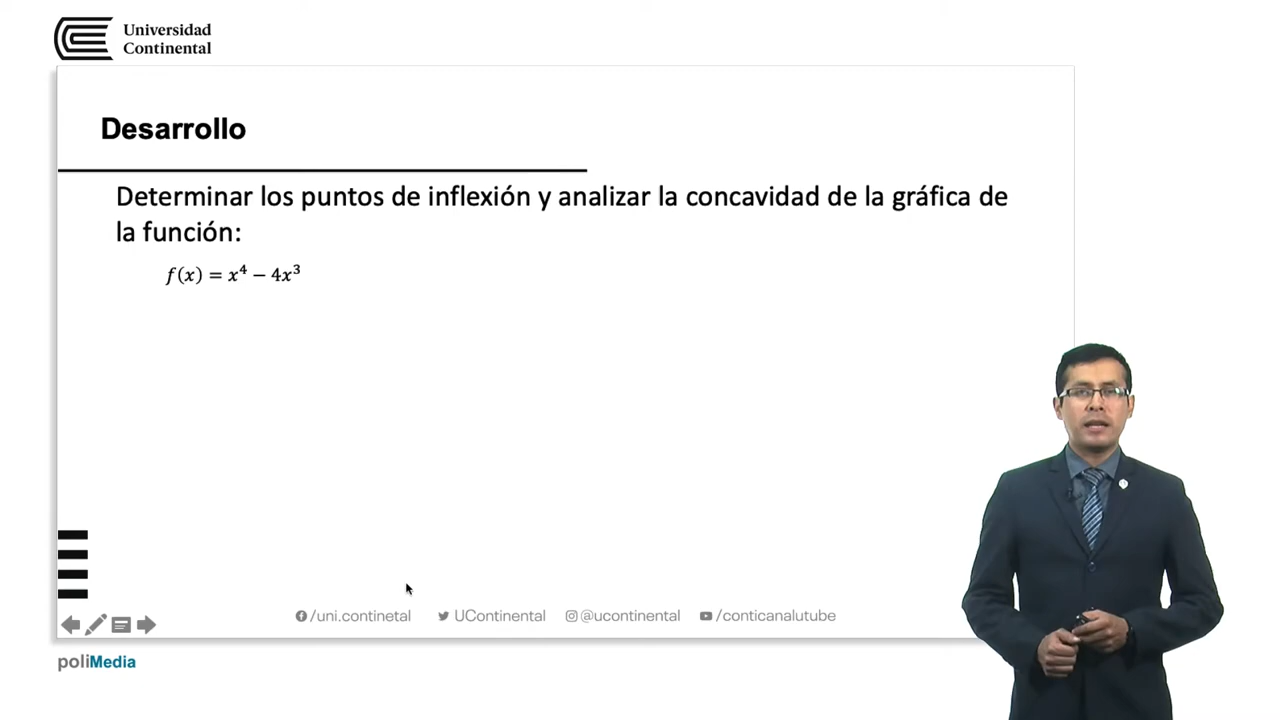 Universidad
Continental
Desarrollo
Determinar los puntos de inflexión y analizar la concavidad de la gráfica de
la función:
f(x) = x⁴ − 4x³
/uni.continetal UContinental @ucontinental /conticanalutube
poliMedia